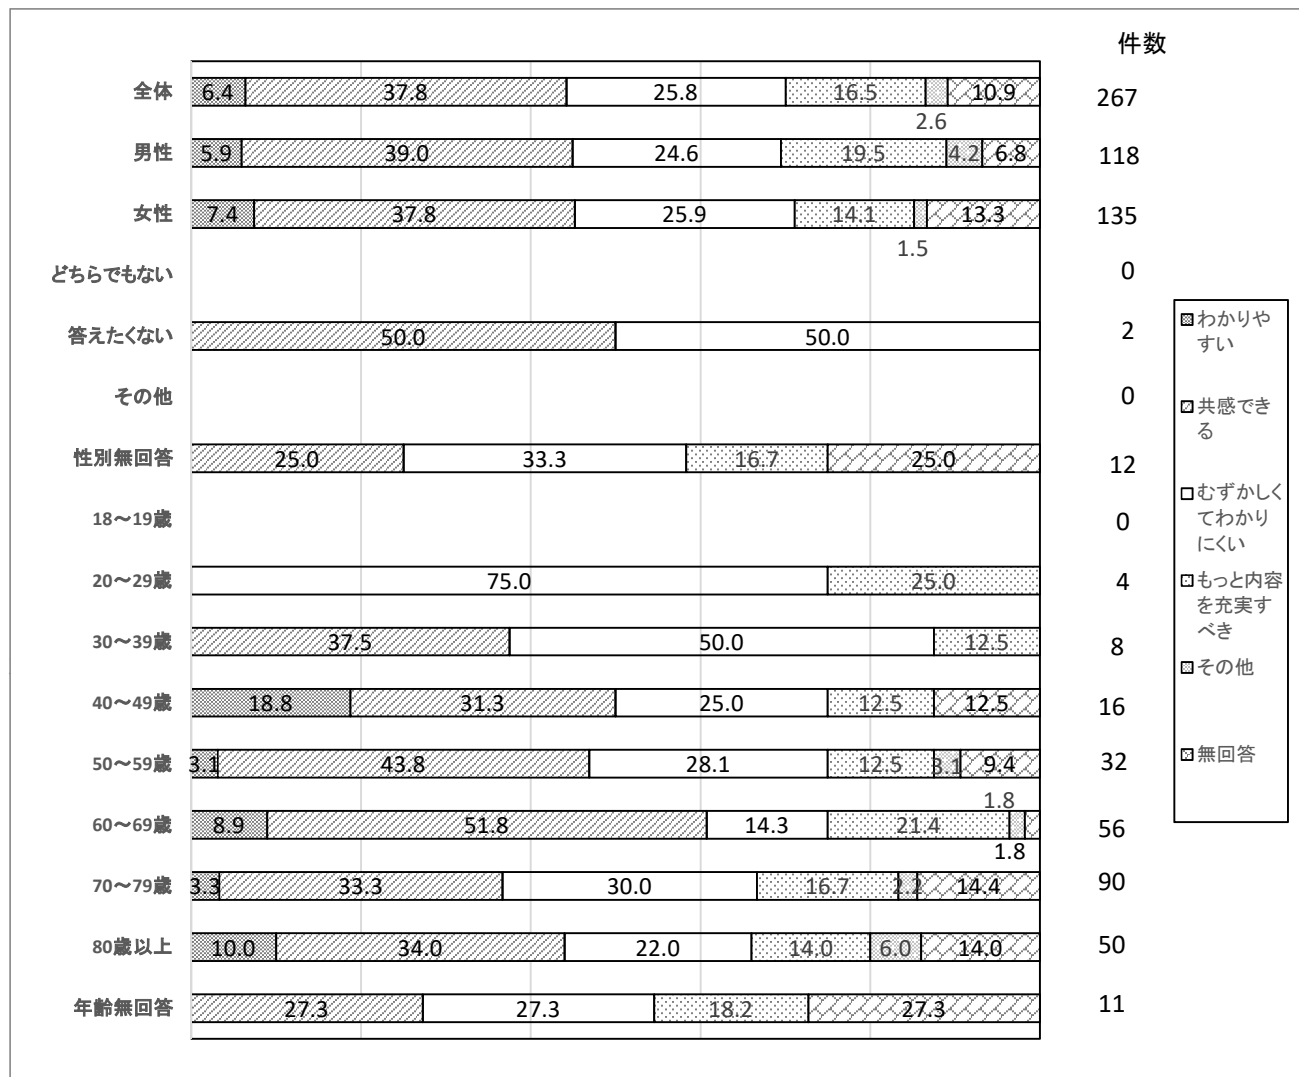 件数
全体 6.4 37.8 25.8 16.5 10.9 267
2.6
男性 5.9 39.0 24.6 19.5 4.2 6.8 118
女性 7.4 37.8 25.9 14.1 13.3 135
1.5
どちらでもない 0
答えたくない 50.0 50.0 2
その他 0
性別無回答 25.0 33.3 16.7 25.0 12
18～19歳 0
20～29歳 75.0 25.0 4
30～39歳 37.5 50.0 12.5 8
40～49歳 18.8 31.3 25.0 12.5 12.5 16
50～59歳 3.1 43.8 28.1 12.5 3.1 9.4 32
1.8
60～69歳 8.9 51.8 14.3 21.4 56
1.8
70～79歳 3.3 33.3 30.0 16.7 2.2 14.4 90
80歳以上 10.0 34.0 22.0 14.0 6.0 14.0 50
年齢無回答 27.3 27.3 18.2 27.3 11
わかりや
すい
共感でき
る
むずかしく
てわかり
にくい
もっと内容
を充実す
べき
その他
無回答